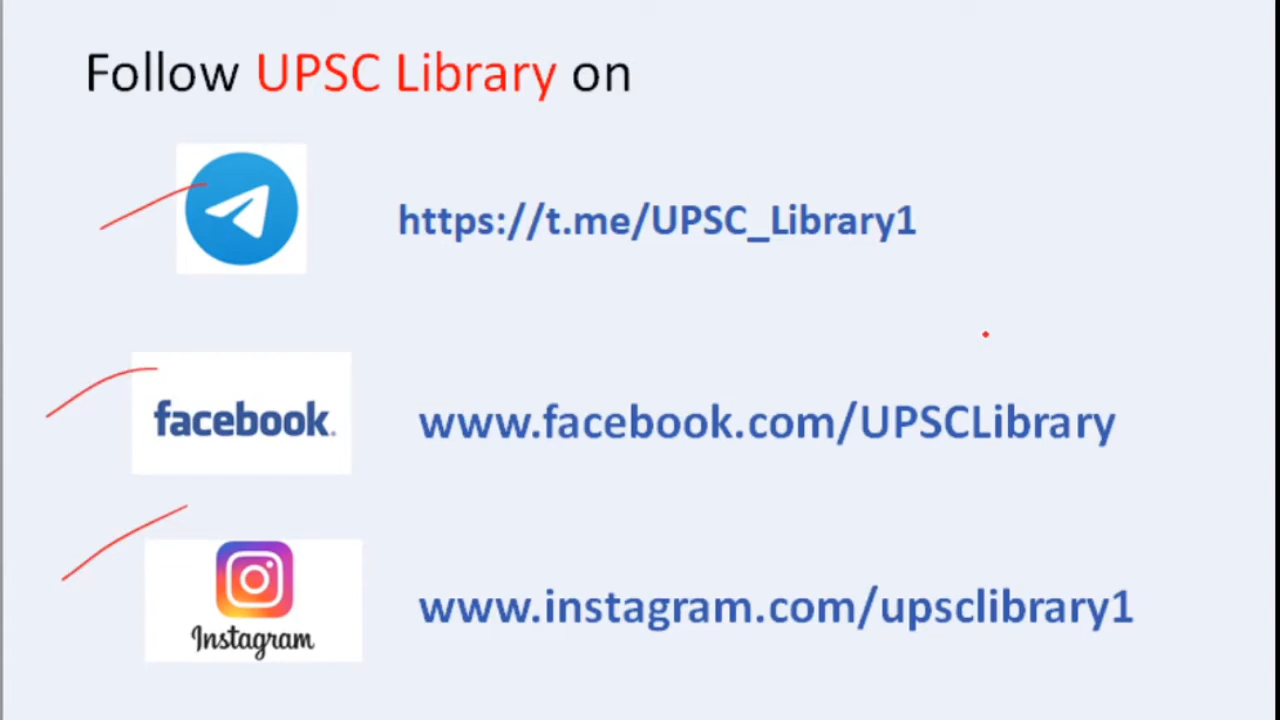 Follow UPSC Library on
https://t.me/UPSC_Library1
facebook.
www.facebook.com/UPSCLibrary
Instagram
www.instagram.com/upsclibrary1